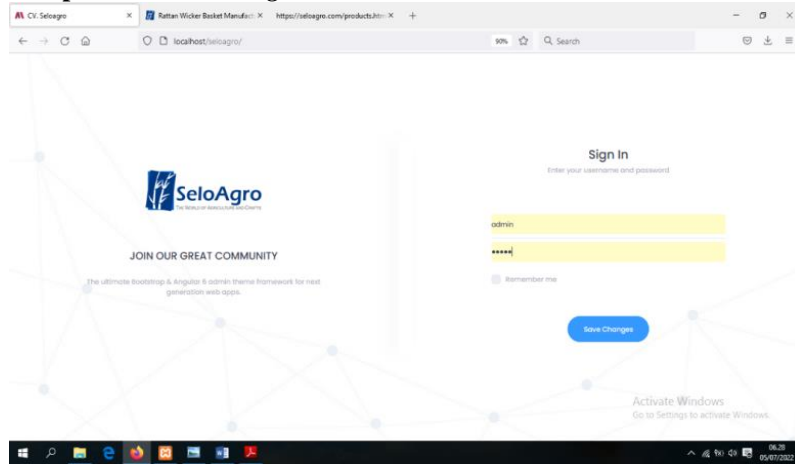 CV. Seloagro
Rattan Wicker Basket Manufact
https://seloagro.com/products.htm
localhost/seloagro/
90%
Search
Sign In
Enter your username and password
SeloAgro
admin
JOIN OUR GREAT COMMUNITY
The ultimate Bootstrap & Angular 6 admin theme framework for next
generation web apps.
Remember me
Save Changes
Activate Windows
Go to Settings to activate Windows.
06.28
05/07/2022